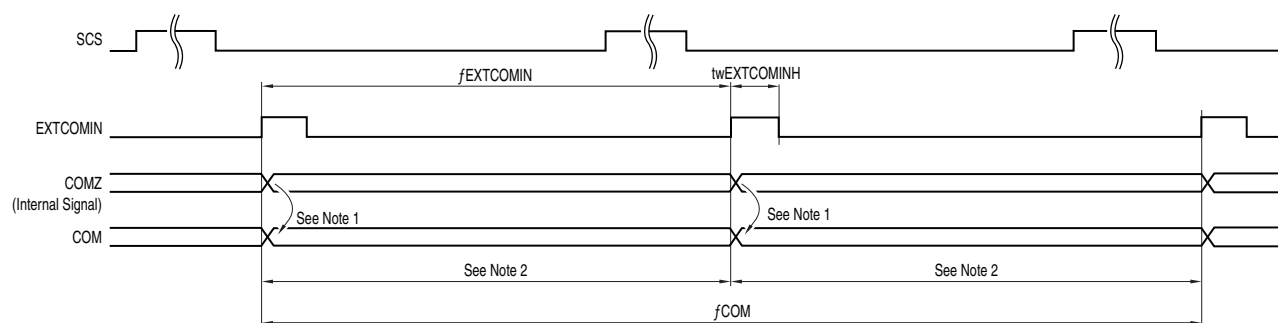 SCS
ƒEXTCOMIN
twEXTCOMINH
EXTCOMIN
COMZ
(Internal Signal)
See Note 1
See Note 1
COM
See Note 2
See Note 2
ƒCOM